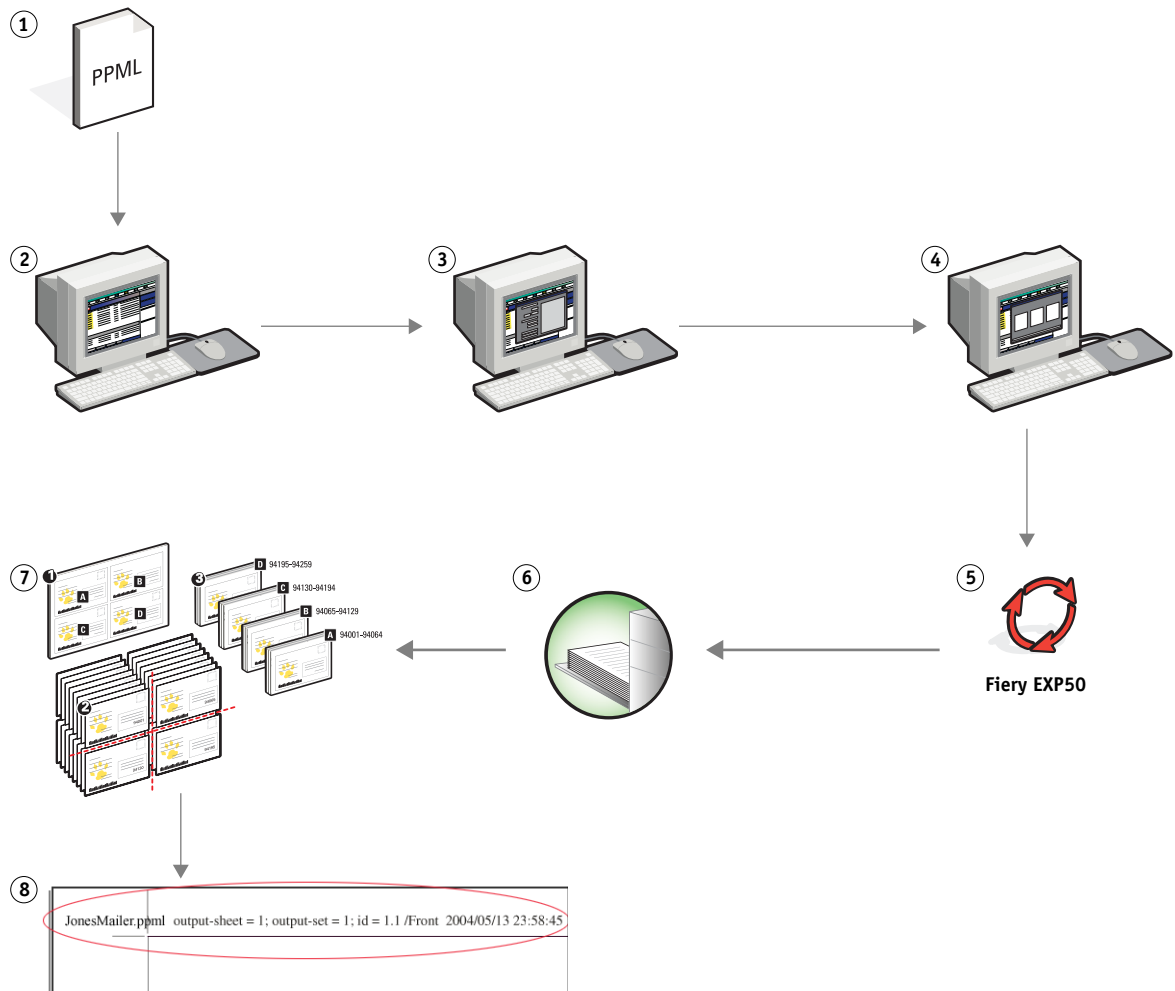 1
PPML
2
3
4
5
Fiery EXP50
6
7
1
A
B
C
D
2
3
D 94195–94259
C 94130–94194
B 94065–94129
A 94001–94064
8
JonesMailer.ppml output-sheet = 1; output-set = 1; id = 1.1 /Front 2004/05/13 23:58:45